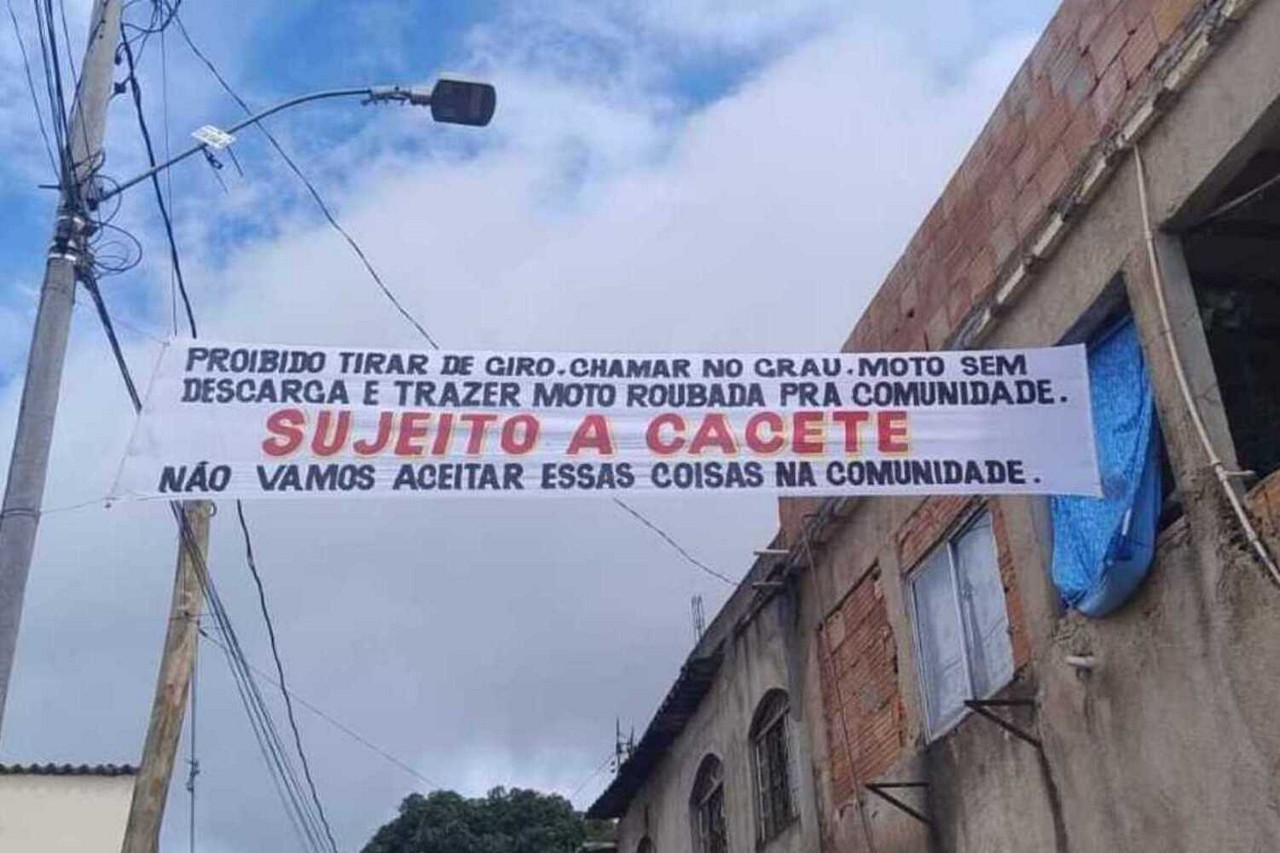 PROIBIDO TIRAR DE GIRO. CHAMAR NO GRAU. MOTO SEM
DESCARGA E TRAZER MOTO ROUBADA PRA COMUNIDADE.
SUJEITO A CACETE
NÃO VAMOS ACEITAR ESSAS COISAS NA COMUNIDADE.